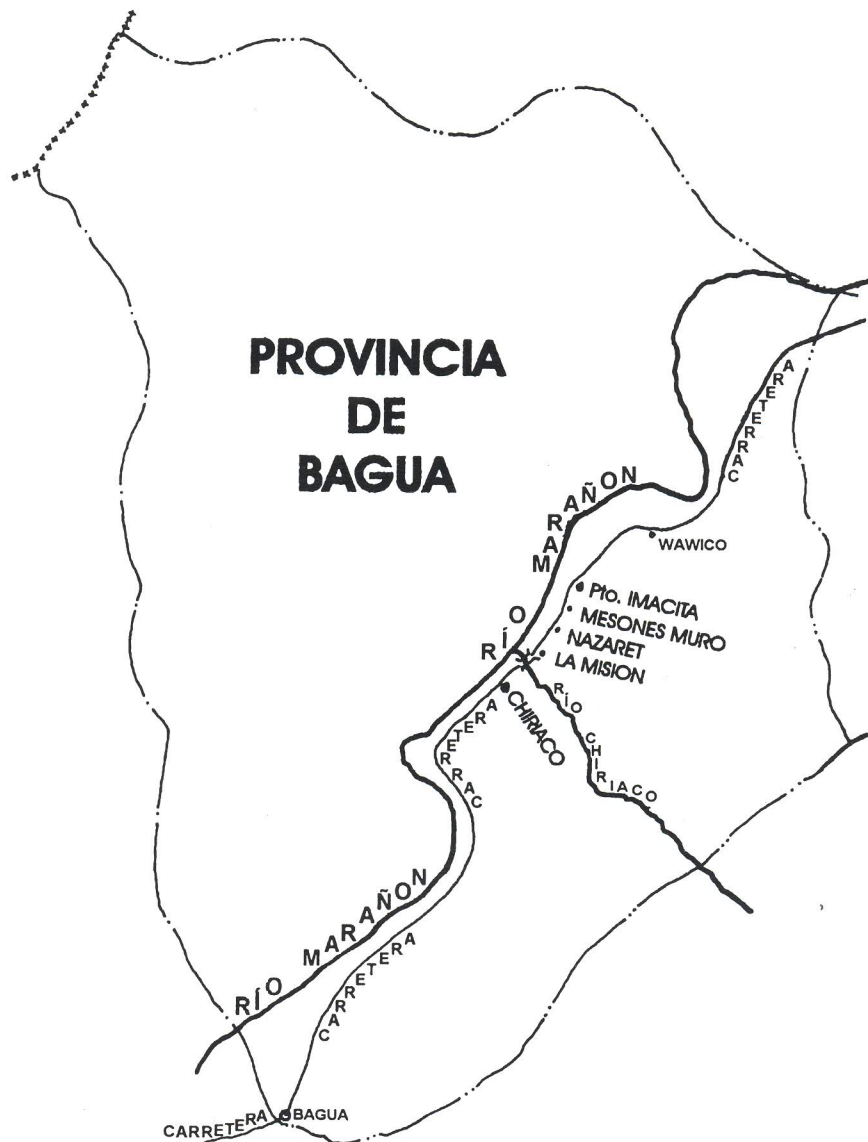 PROVINCIA
DE
BAGUA
CARRETERA
RÍO MARAÑON
WAWICO
Pto. IMACITA
MESONES MURO
NAZARET
LA MISION
CHIRIACO
RÍO CHIRIACO
CARRETERA
RÍO MARAÑON
CARRETERA
BAGUA
CARRETERA